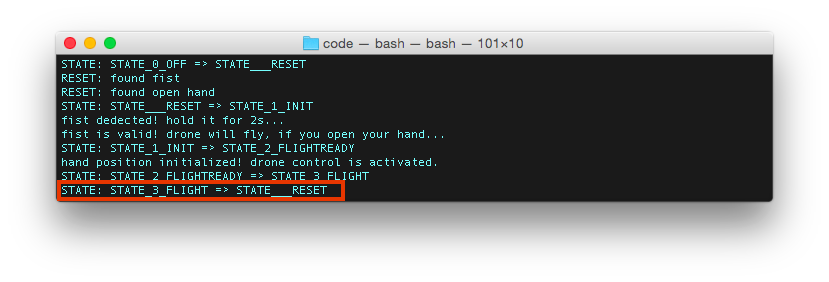 code — bash — bash — 101×10
STATE: STATE_0_OFF => STATE___RESET
RESET: found fist
RESET: found open hand
STATE: STATE___RESET => STATE_1_INIT
fist dedected! hold it for 2s...
fist is valid! drone will fly, if you open your hand...
STATE: STATE_1_INIT => STATE_2_FLIGHTREADY
hand position initialized! drone control is activated.
STATE: STATE_2_FLIGHTREADY => STATE_3_FLIGHT
STATE: STATE_3_FLIGHT => STATE___RESET